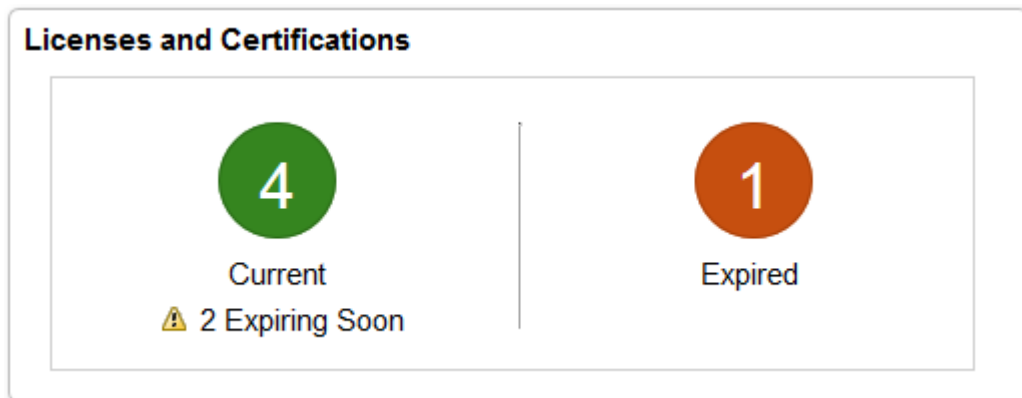 Licenses and Certifications
4
Current
2 Expiring Soon
1
Expired